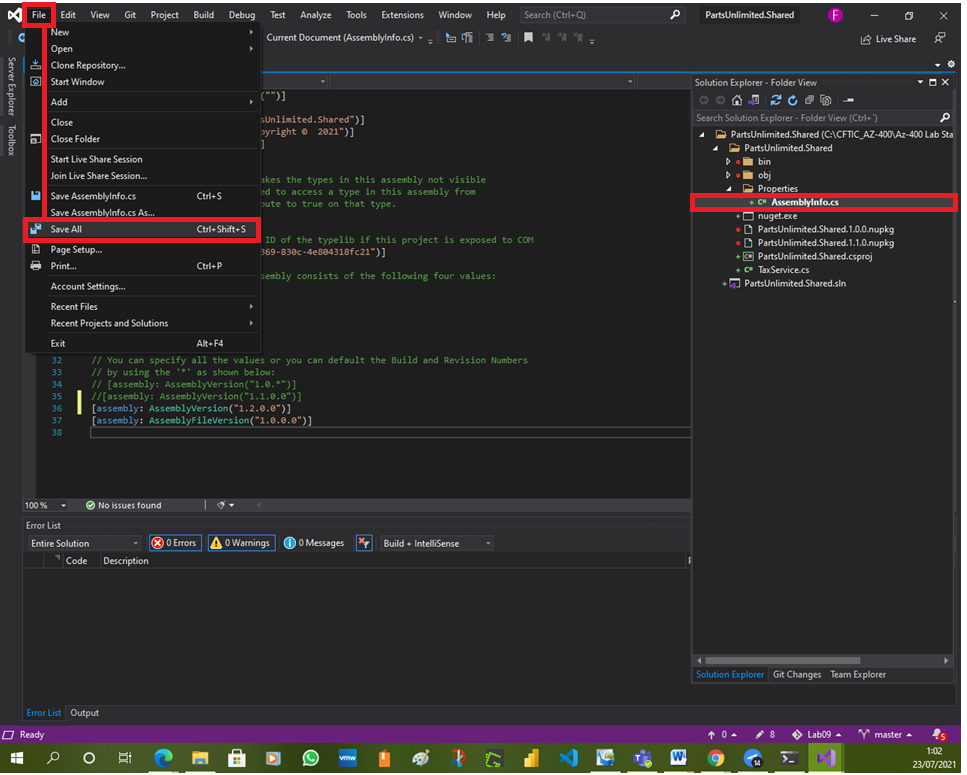 File Edit View Git Project Build Debug Test Analyze Tools Extensions Window Help Search (Ctrl+Q) PartsUnlimited.Shared F
Current Document (AssemblyInfo.cs) Live Share
Server Explorer
Toolbox
New
Open
Clone Repository...
Start Window
Add
Close
Close Folder
Start Live Share Session
Join Live Share Session...
Save AssemblyInfo.cs Ctrl+S
Save AssemblyInfo.cs As...
Save All Ctrl+Shift+S
Page Setup...
Print... Ctrl+P
Account Settings...
Recent Files
Recent Projects and Solutions
Exit Alt+F4
("")]
sUnlimited.Shared")]
pyright © 2021")]
]
akes the types in this assembly not visible
ed to access a type in this assembly from
bute to true on that type.
ID of the typelib if this project is exposed to COM
369-830c-4e804318fc21")]
sembly consists of the following four values:
32 // You can specify all the values or you can default the Build and Revision Numbers
33 // by using the '*' as shown below:
34 // [assembly: AssemblyVersion("1.0.*")]
35 //[assembly: AssemblyVersion("1.1.0.0")]
36 [assembly: AssemblyVersion("1.2.0.0")]
37 [assembly: AssemblyFileVersion("1.0.0.0")]
38
100 % No issues found
Solution Explorer - Folder View
Search Solution Explorer - Folder View (Ctrl+')
PartsUnlimited.Shared (C:\CFTIC_AZ-400\Az-400 Lab Sta
PartsUnlimited.Shared
bin
obj
Properties
AssemblyInfo.cs
nuget.exe
PartsUnlimited.Shared.1.0.0.nupkg
PartsUnlimited.Shared.1.1.0.nupkg
PartsUnlimited.Shared.csproj
TaxService.cs
PartsUnlimited.Shared.sln
Solution Explorer Git Changes Team Explorer
Error List
Entire Solution 0 Errors 0 Warnings 0 Messages Build + IntelliSense
Code Description P
Error List Output
Ready 0 8 Lab09 master 5
vmw W 14
1:02
23/07/2021